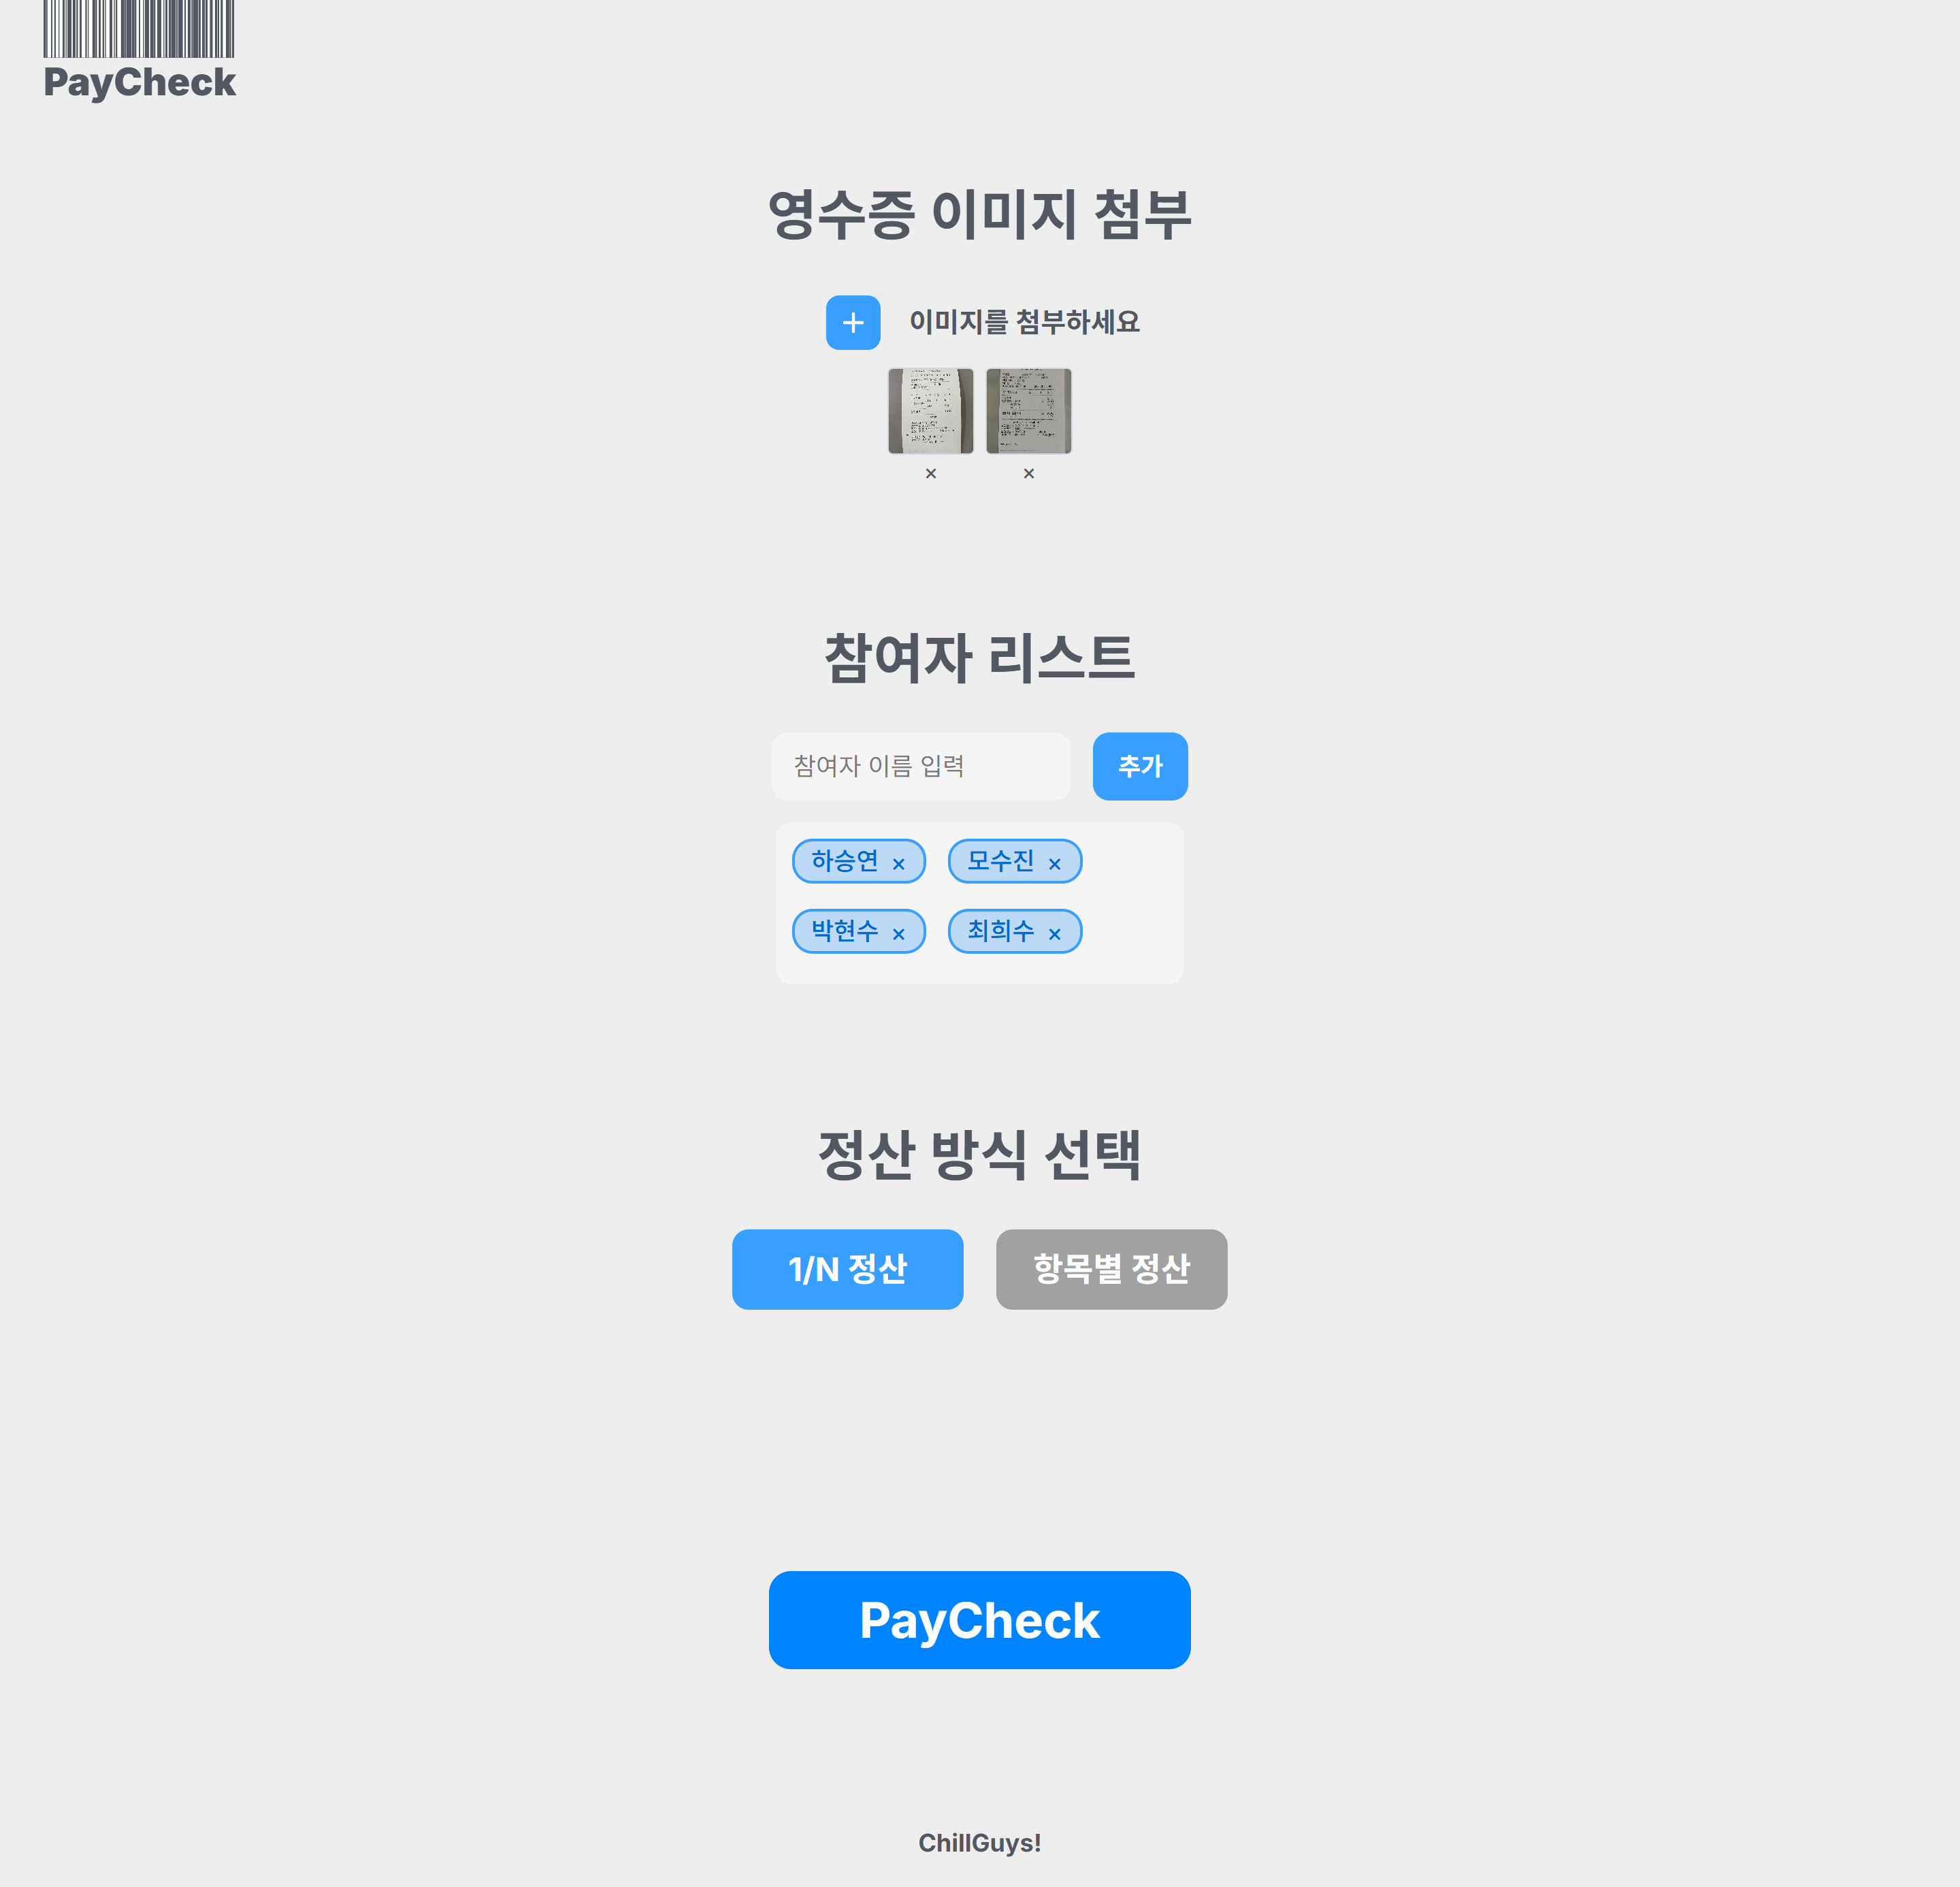 PayCheck
영수증 이미지 첨부
+ 이미지를 첨부하세요
× ×
참여자 리스트
참여자 이름 입력 추가
하승연 × 모수진 ×
박현수 × 최희수 ×
정산 방식 선택
1/N 정산 항목별 정산
PayCheck
ChillGuys!